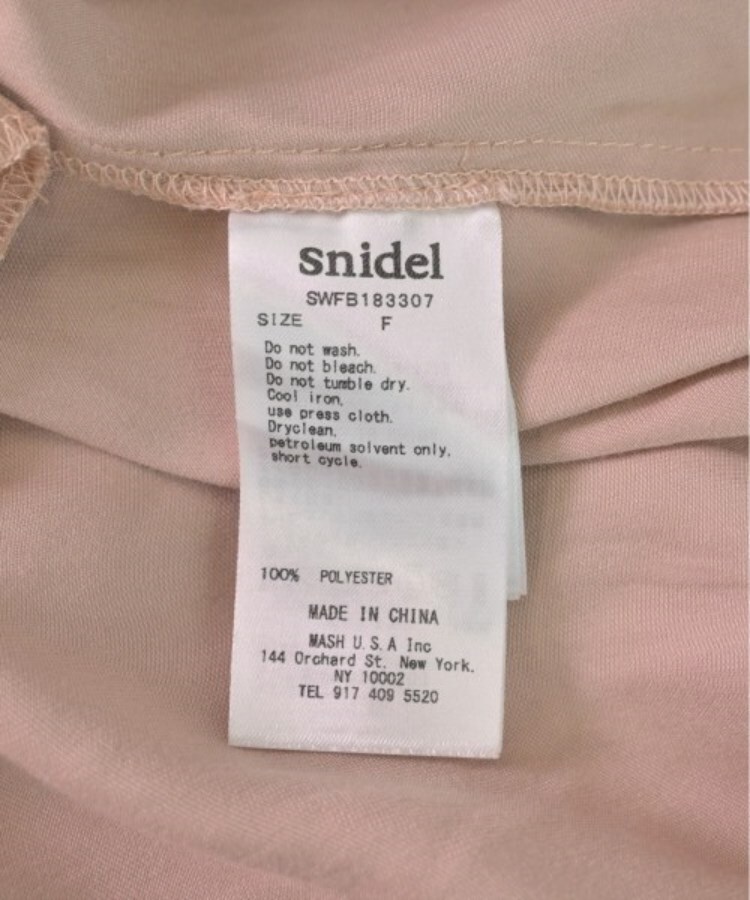 snidel
SWFB183307
SIZE F
Do not wash.
Do not bleach.
Do not tumble dry.
Cool iron.
use press cloth.
Dryclean.
petroleum solvent only.
short cycle.
100% POLYESTER
MADE IN CHINA
MASH U.S.A Inc
144 Orchard St. New York.
NY 10002
TEL 917 409 5520